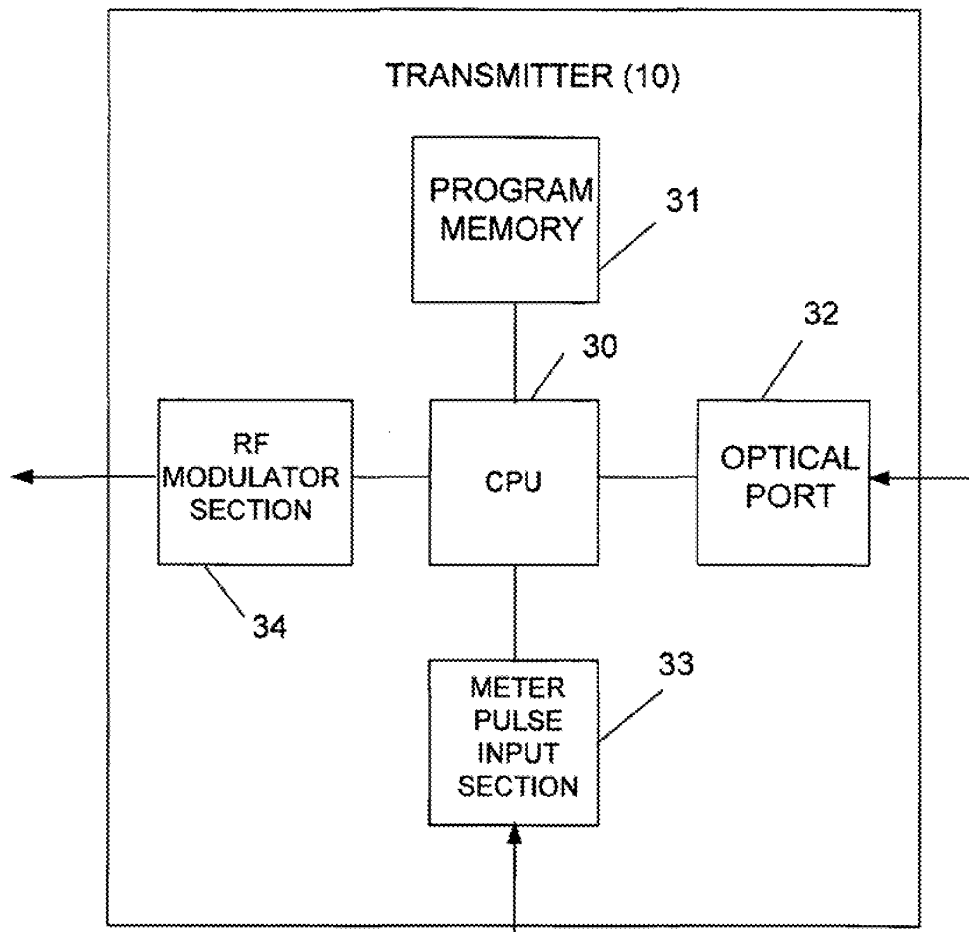 TRANSMITTER (10)
PROGRAM
MEMORY
31
32
30
RF
MODULATOR
SECTION
CPU
OPTICAL
PORT
34
33
METER
PULSE
INPUT
SECTION